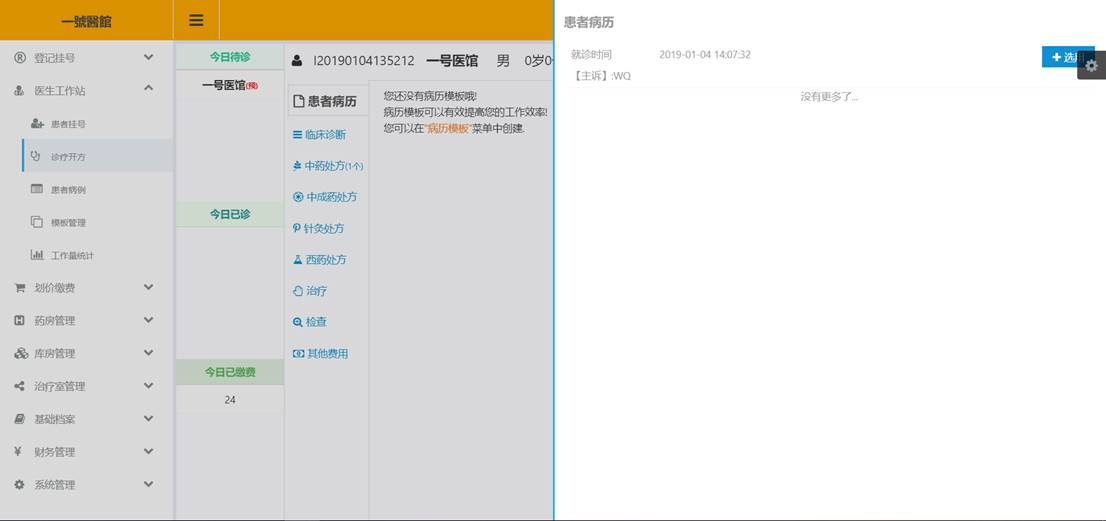 一號醫館
登记挂号
医生工作站
患者挂号
诊疗开方
患者病例
模板管理
工作量统计
划价缴费
药房管理
库房管理
治疗室管理
基础档案
财务管理
系统管理
今日待诊
一号医馆(预)
今日已诊
今日已缴费
24
I20190104135212 一号医馆 男 0岁0
患者病历
临床诊断
中药处方(1个)
中成药处方
针灸处方
西药处方
治疗
检查
其他费用
您还没有病历模板哦!
病历模板可以有效提高您的工作效率!
您可以在"病历模板"菜单中创建.
患者病历
就诊时间 2019-01-04 14:07:32
选用
【主诉】:WQ
没有更多了...